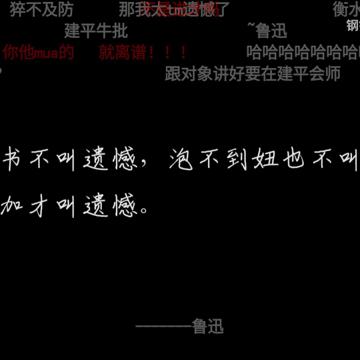 猝不及防 那我太tm遗憾了 衡水
钢
建平牛批 ~鲁迅
你他mua的 就离谱！！！ 哈哈哈哈哈哈哈
跟对象讲好要在建平会师
书不叫遗憾，泡不到妞也不叫
加才叫遗憾。
———————鲁迅